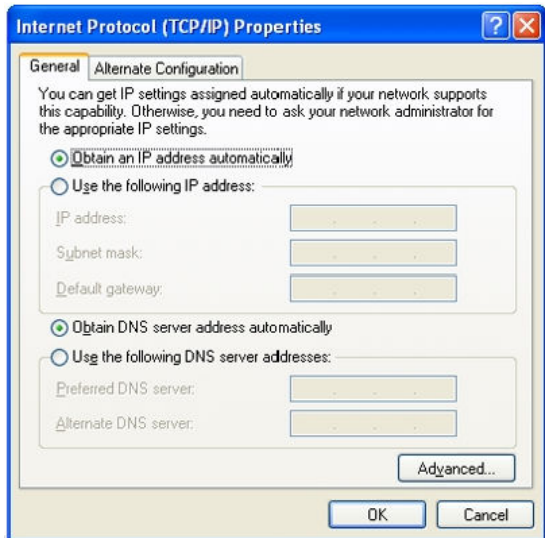 Internet Protocol (TCP/IP) Properties
General
Alternate Configuration
You can get IP settings assigned automatically if your network supports
this capability. Otherwise, you need to ask your network administrator for
the appropriate IP settings.
Obtain an IP address automatically
Use the following IP address:
IP address:
Subnet mask:
Default gateway:
Obtain DNS server address automatically
Use the following DNS server addresses:
Preferred DNS server:
Alternate DNS server:
Advanced...
OK
Cancel